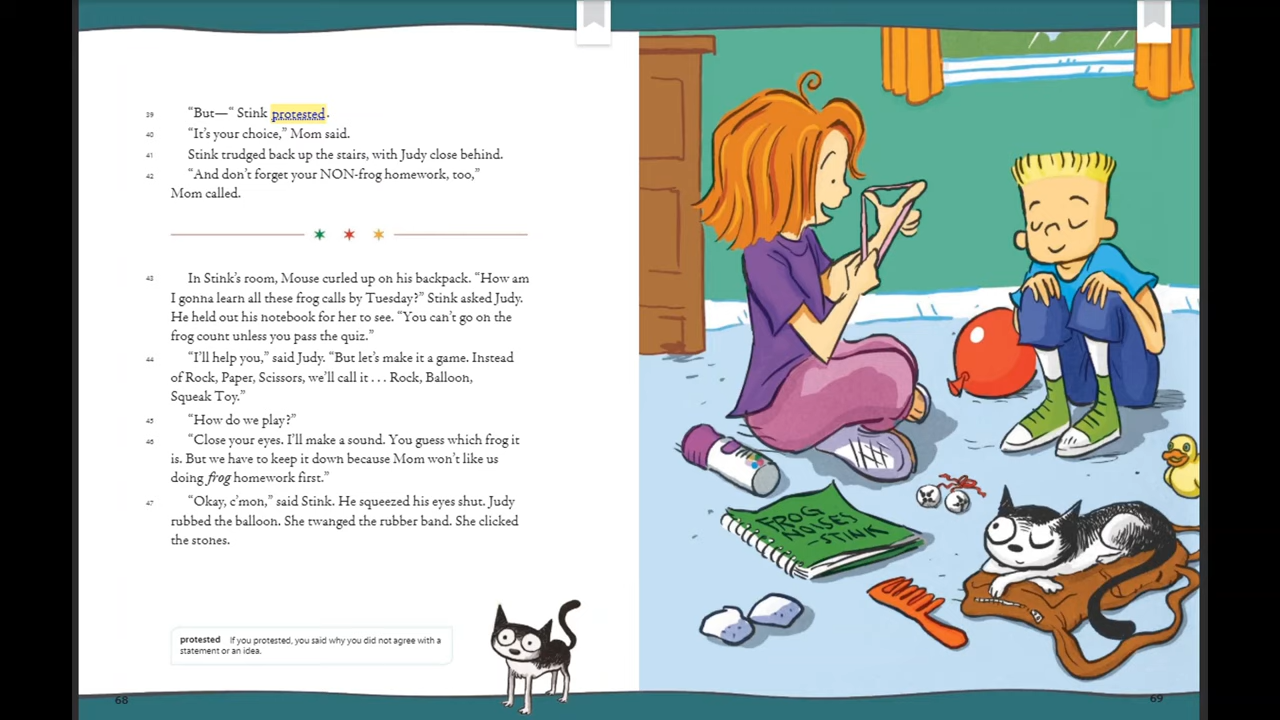 39 “But—“ Stink protested.
40 “It’s your choice,” Mom said.
41 Stink trudged back up the stairs, with Judy close behind.
42 “And don’t forget your NON-frog homework, too,”
Mom called.
43 In Stink’s room, Mouse curled up on his backpack. “How am
I gonna learn all these frog calls by Tuesday?” Stink asked Judy.
He held out his notebook for her to see. “You can’t go on the
frog count unless you pass the quiz.”
44 “I’ll help you,” said Judy. “But let’s make it a game. Instead
of Rock, Paper, Scissors, we’ll call it . . . Rock, Balloon,
Squeak Toy.”
45 “How do we play?”
46 “Close your eyes. I’ll make a sound. You guess which frog it
is. But we have to keep it down because Mom won’t like us
doing frog homework first.”
47 “Okay, c’mon,” said Stink. He squeezed his eyes shut. Judy
rubbed the balloon. She twanged the rubber band. She clicked
the stones.
protested If you protested, you said why you did not agree with a
statement or an idea.
68
FROG
NOISES
–STINK
69